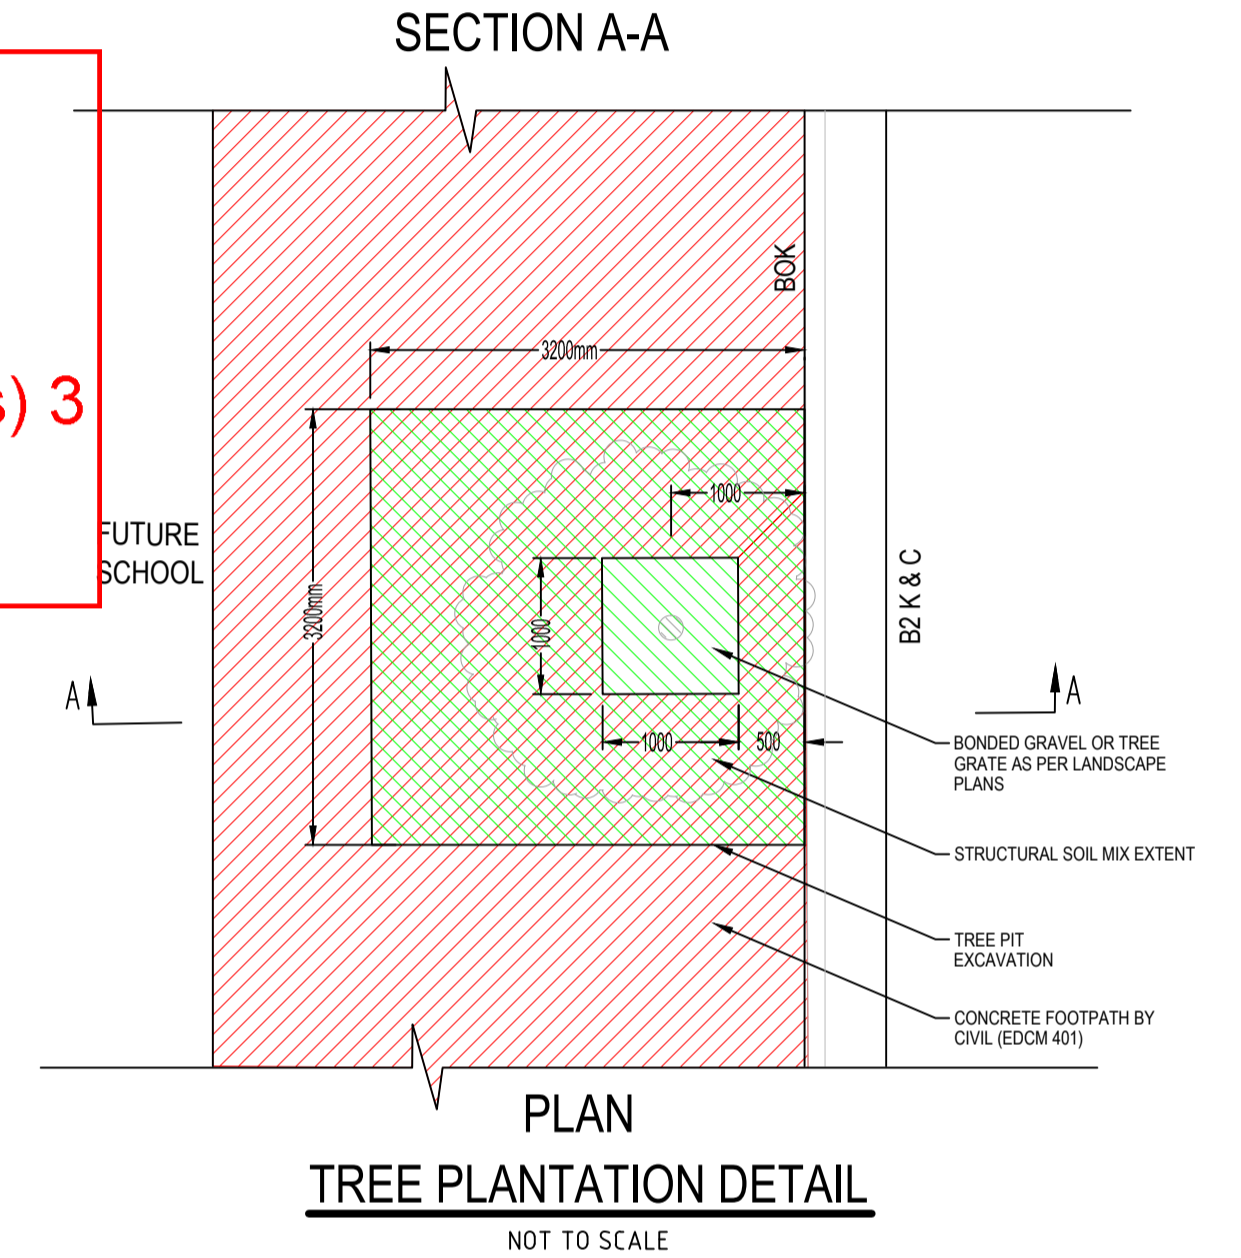 SECTION A-A
s) 3
BOK
3200mm
1000
FUTURE
SCHOOL
3200mm
1000
B2 K & C
A
A
1000
500
BONDED GRAVEL OR TREE
GRATE AS PER LANDSCAPE
PLANS
STRUCTURAL SOIL MIX EXTENT
TREE PIT
EXCAVATION
CONCRETE FOOTPATH BY
CIVIL (EDCM 401)
PLAN
TREE PLANTATION DETAIL
NOT TO SCALE